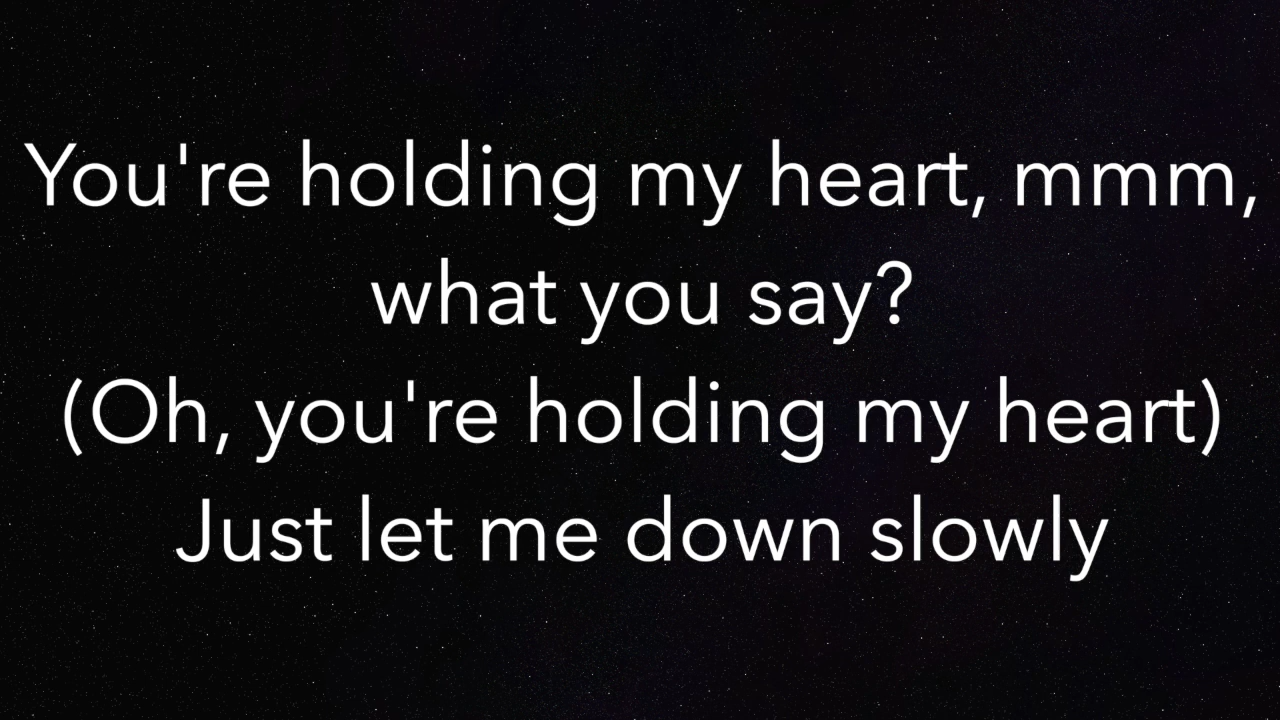 You're holding my heart, mmm,
what you say?
(Oh, you're holding my heart)
Just let me down slowly